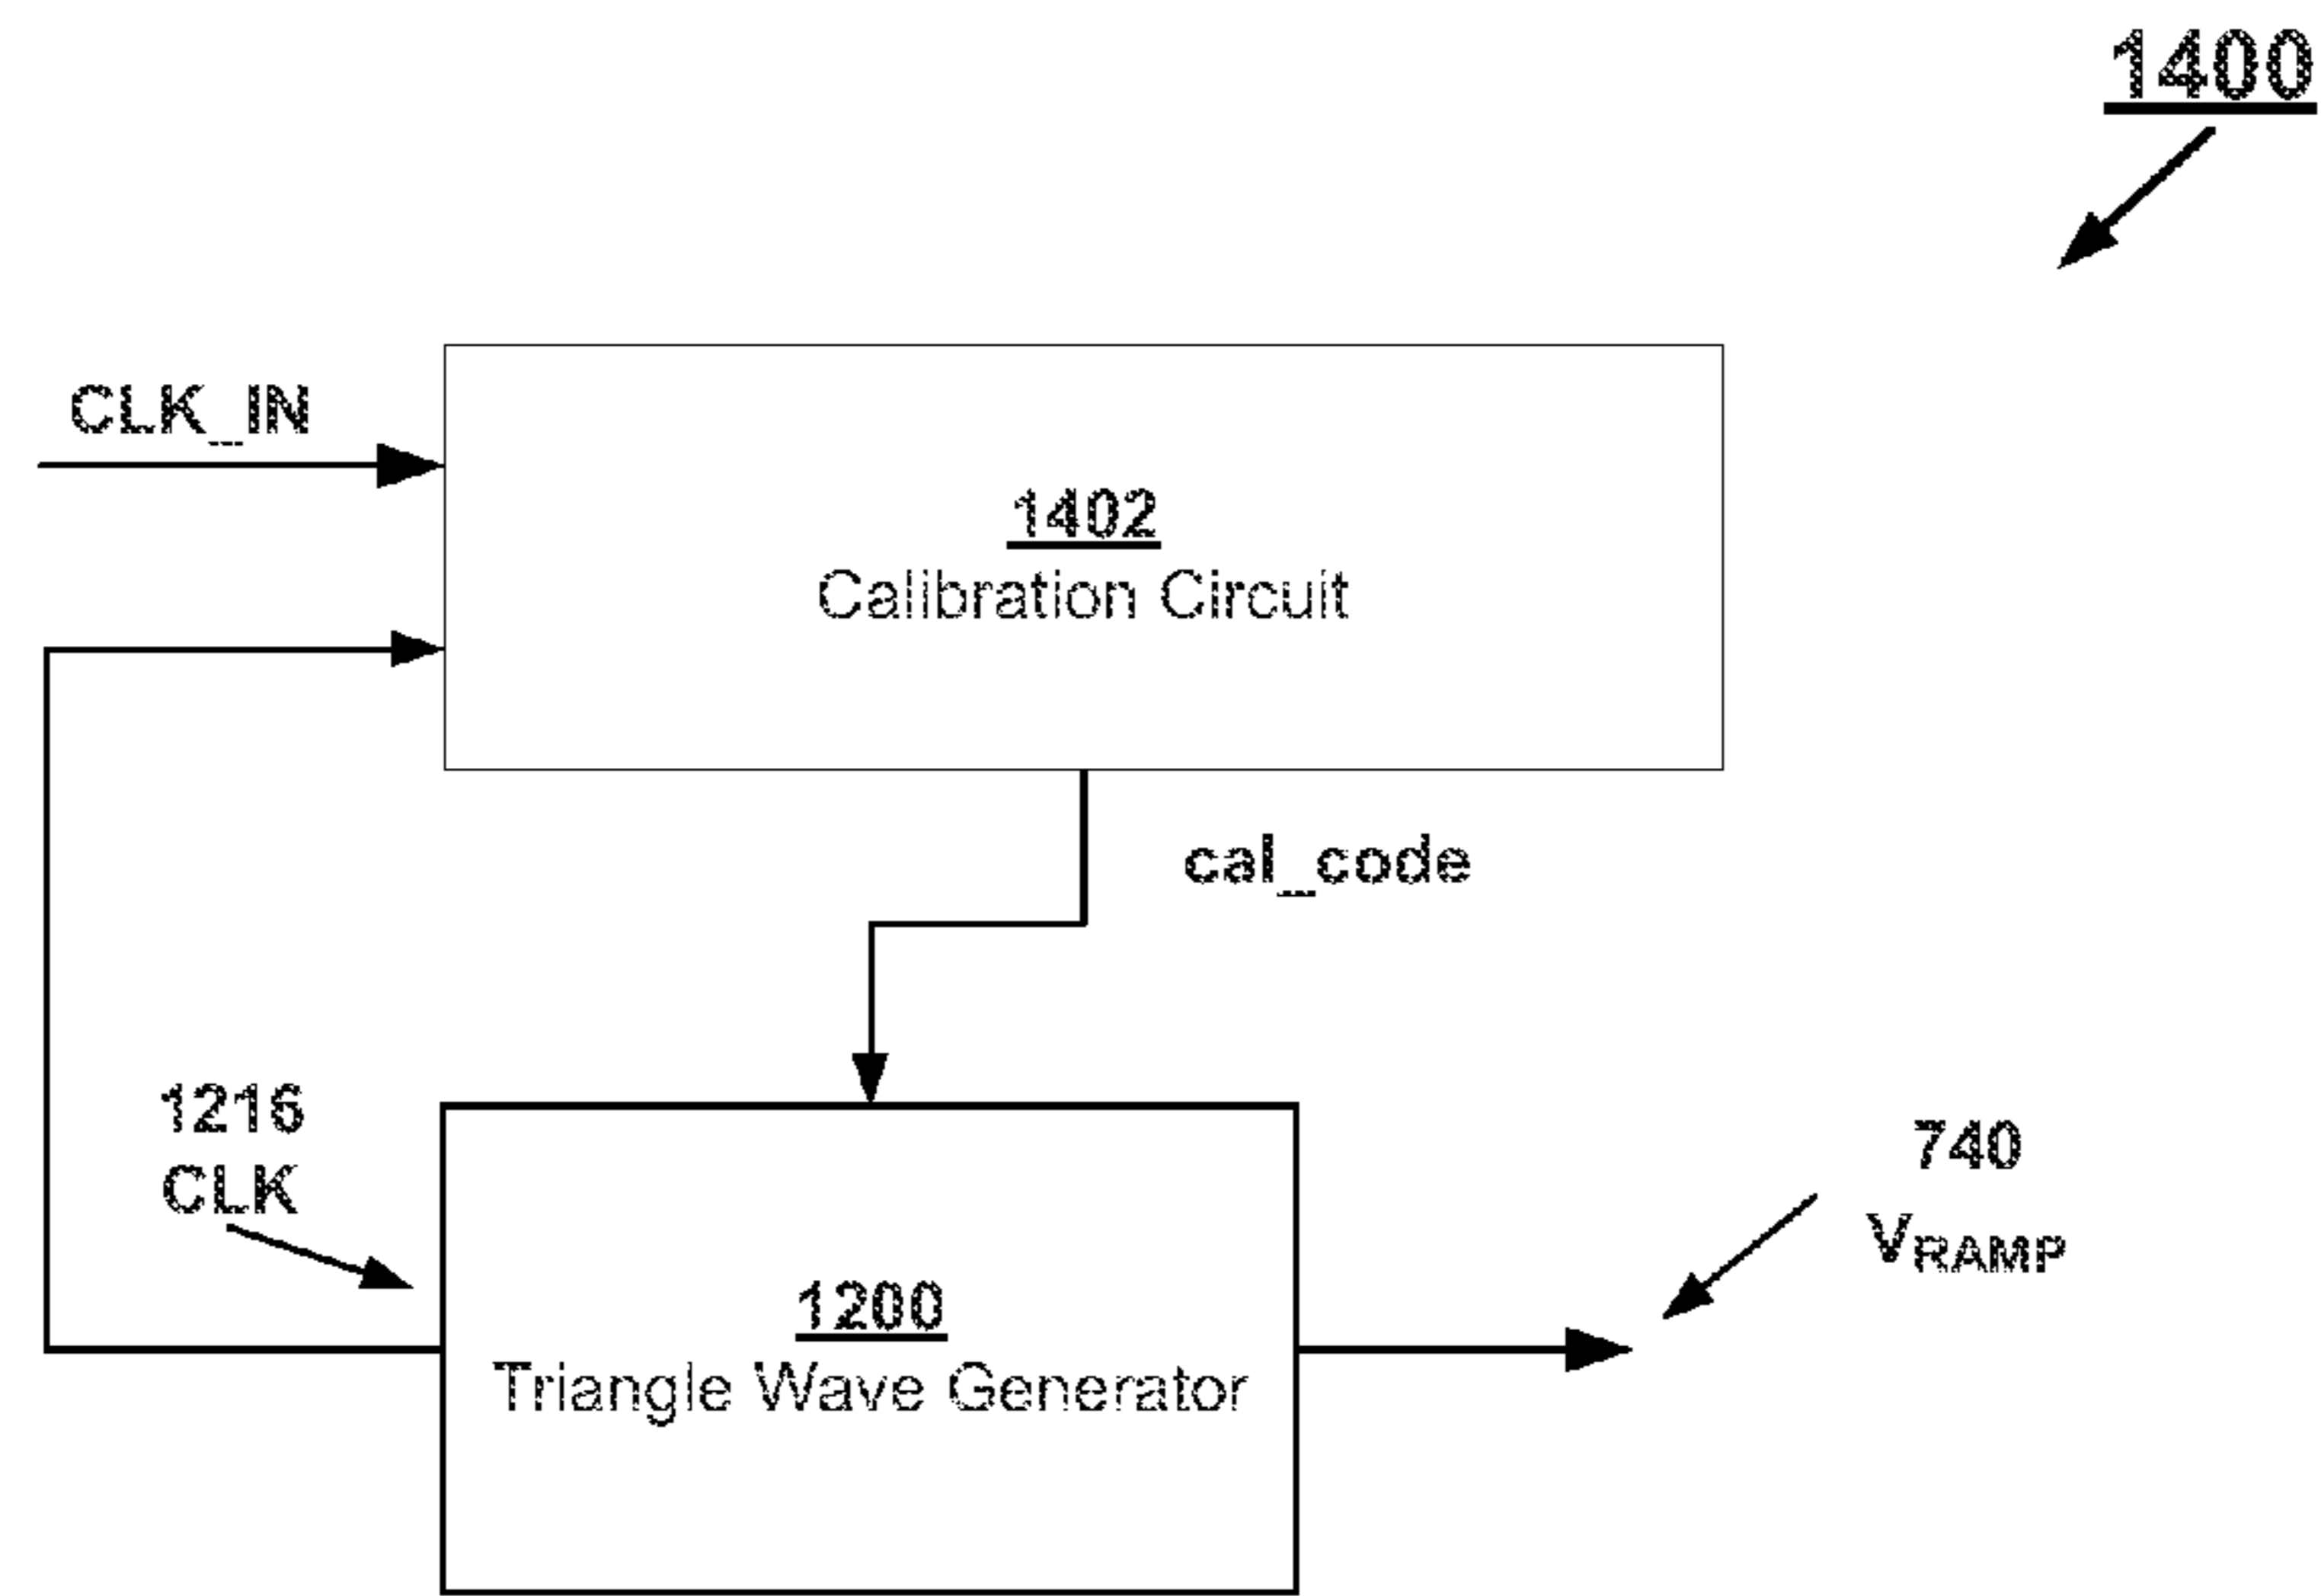 1400
CLK_IN
1402
Calibration Circuit
cal_code
1216
CLK
740
VRAMP
1200
Triangle Wave Generator